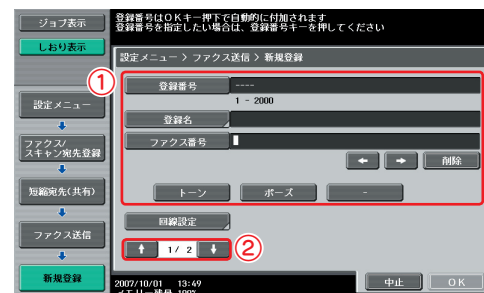 ジョブ表示
登録番号はOKキー押下で自動的に付加されます
登録番号を指定したい場合は、登録番号キーを押してください
しおり表示
設定メニュー > ファクス送信 > 新規登録
①
登録番号
----
1 - 2000
設定メニュー
登録名
ファクス/
スキャン宛先登録
ファクス番号
← → 削除
短縮宛先(共有)
トーン
ポーズ
-
回線設定
ファクス送信
↑ 1/ 2 ↓
②
新規登録
2007/10/01 13:49
メモリー残量 100%
中止
OK